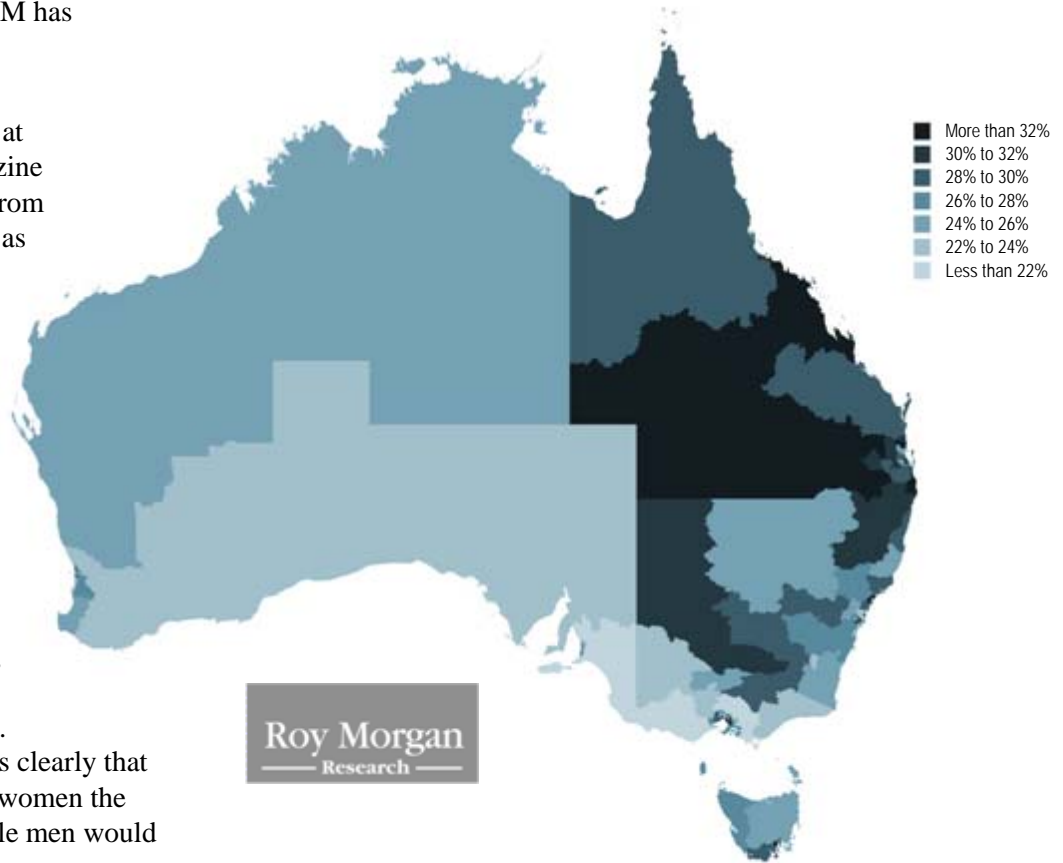 M has
at
zine
rom
as
.
s clearly that
women the
le men would
More than 32%
30% to 32%
28% to 30%
26% to 28%
24% to 26%
22% to 24%
Less than 22%
Roy Morgan
Research